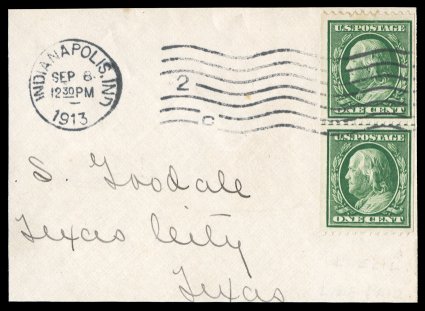 INDIANAPOLIS, IND.
SEP 6
12 30 PM
1913
2
C
U.S. POSTAGE
ONE CENT
U.S. POSTAGE
ONE CENT
S. Goodale
Texas City
Texas